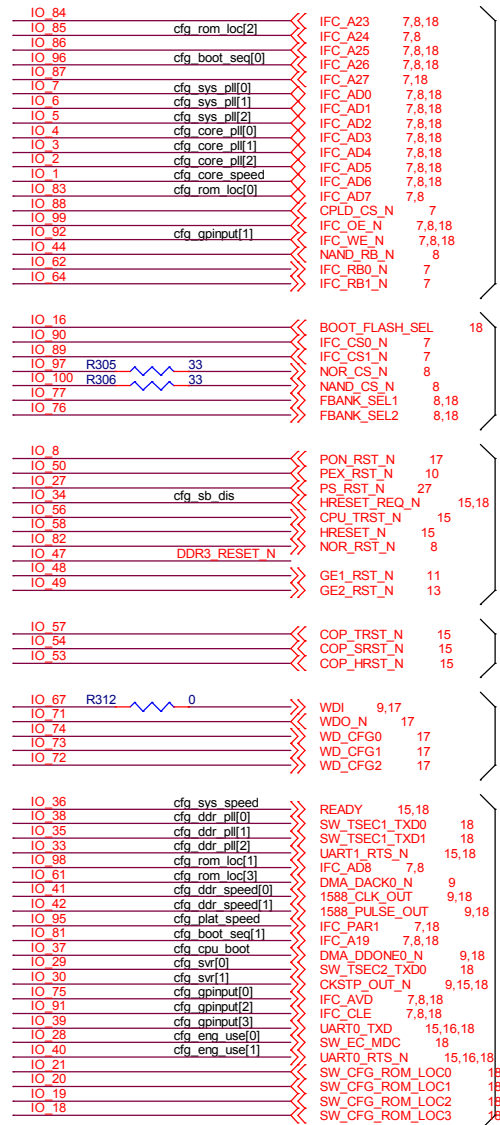 IO_84 IFC_A23 7,8,18
IO_85 cfg_rom_loc[2] IFC_A24 7,8
IO_86 IFC_A25 7,8,18
IO_96 cfg_boot_seq[0] IFC_A26 7,8,18
IO_87 IFC_A27 7,18
IO_7 cfg_sys_pll[0] IFC_AD0 7,8,18
IO_6 cfg_sys_pll[1] IFC_AD1 7,8,18
IO_5 cfg_sys_pll[2] IFC_AD2 7,8,18
IO_4 cfg_core_pll[0] IFC_AD3 7,8,18
IO_3 cfg_core_pll[1] IFC_AD4 7,8,18
IO_2 cfg_core_pll[2] IFC_AD5 7,8,18
IO_1 cfg_core_speed IFC_AD6 7,8,18
IO_83 cfg_rom_loc[0] IFC_AD7 7,8
IO_88 CPLD_CS_N 7
IO_99 IFC_OE_N 7,8,18
IO_92 cfg_gpinput[1] IFC_WE_N 7,8,18
IO_44 NAND_RB_N 8
IO_62 IFC_RB0_N 7
IO_64 IFC_RB1_N 7
IO_16 BOOT_FLASH_SEL 18
IO_90 IFC_CS0_N 7
IO_89 IFC_CS1_N 7
IO_97 R305 33 NOR_CS_N 8
IO_100 R306 33 NAND_CS_N 8
IO_77 FBANK_SEL1 8,18
IO_76 FBANK_SEL2 8,18
IO_8 PON_RST_N 17
IO_50 PEX_RST_N 10
IO_27 PS_RST_N 27
IO_34 cfg_sb_dis HRESET_REQ_N 15,18
IO_56 CPU_TRST_N 15
IO_58 HRESET_N 15
IO_82 NOR_RST_N 8
IO_47 DDR3_RESET_N
IO_48 GE1_RST_N 11
IO_49 GE2_RST_N 13
IO_57 COP_TRST_N 15
IO_54 COP_SRST_N 15
IO_53 COP_HRST_N 15
IO_67 R312 0 WDI 9,17
IO_71 WDO_N 17
IO_74 WD_CFG0 17
IO_73 WD_CFG1 17
IO_72 WD_CFG2 17
IO_36 cfg_sys_speed READY 15,18
IO_38 cfg_ddr_pll[0] SW_TSEC1_TXD0 18
IO_35 cfg_ddr_pll[1] SW_TSEC1_TXD1 18
IO_33 cfg_ddr_pll[2] UART1_RTS_N 15,18
IO_98 cfg_rom_loc[1] IFC_AD8 7,8
IO_61 cfg_rom_loc[3] DMA_DACK0_N 9
IO_41 cfg_ddr_speed[0] 1588_CLK_OUT 9,18
IO_42 cfg_ddr_speed[1] 1588_PULSE_OUT 9,18
IO_95 cfg_plat_speed IFC_PAR1 7,18
IO_81 cfg_boot_seq[1] IFC_A19 7,8,18
IO_37 cfg_cpu_boot DMA_DDONE0_N 9,18
IO_29 cfg_svr[0] SW_TSEC2_TXD0 18
IO_30 cfg_svr[1] CKSTP_OUT_N 9,15,18
IO_75 cfg_gpinput[0] IFC_AVD 7,8,18
IO_91 cfg_gpinput[2] IFC_CLE 7,8,18
IO_39 cfg_gpinput[3] UART0_TXD 15,16,18
IO_28 cfg_eng_use[0] SW_EC_MDC 18
IO_40 cfg_eng_use[1] UART0_RTS_N 15,16,18
IO_21 SW_CFG_ROM_LOC0 18
IO_20 SW_CFG_ROM_LOC1 18
IO_19 SW_CFG_ROM_LOC2 18
IO_18 SW_CFG_ROM_LOC3 18